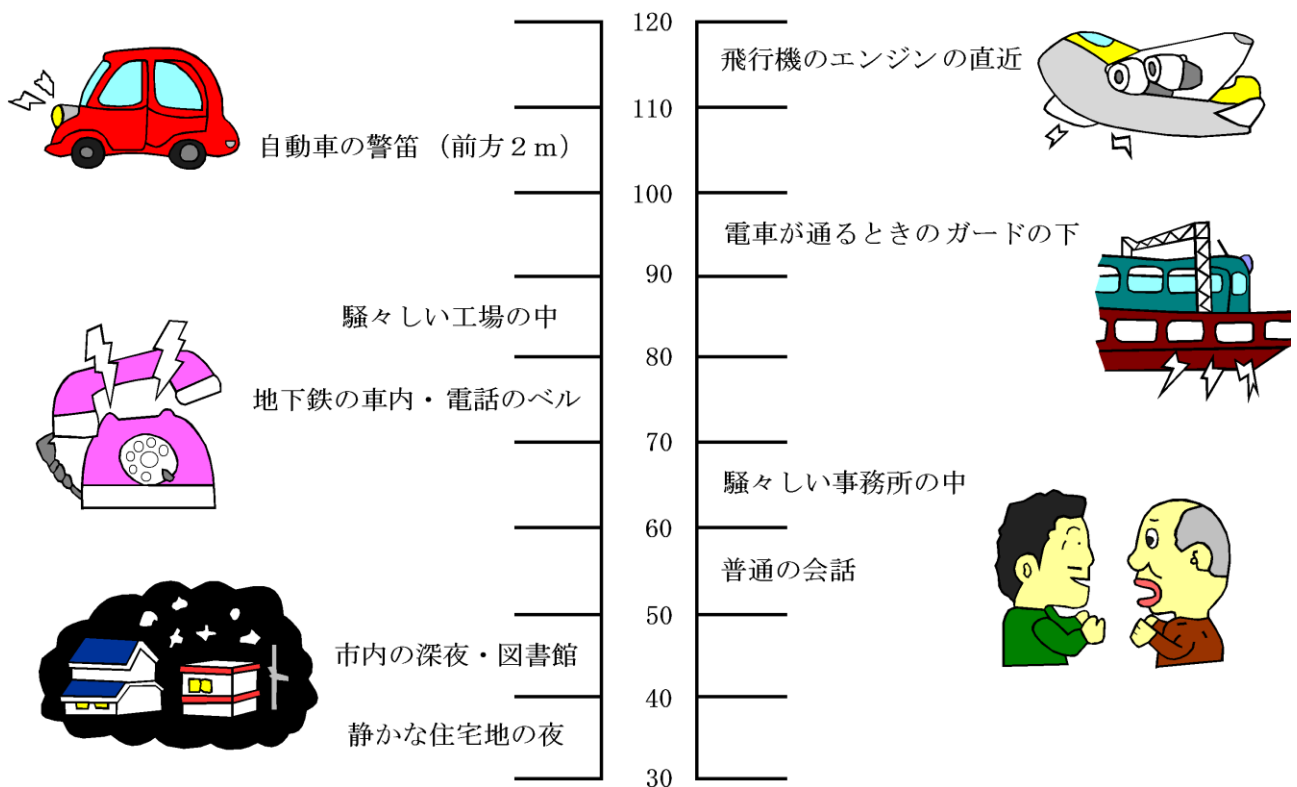 120
飛行機のエンジンの直近
110
自動車の警笛（前方２ｍ）
100
電車が通るときのガードの下
90
騒々しい工場の中
80
地下鉄の車内・電話のベル
70
騒々しい事務所の中
60
普通の会話
50
市内の深夜・図書館
40
静かな住宅地の夜
30